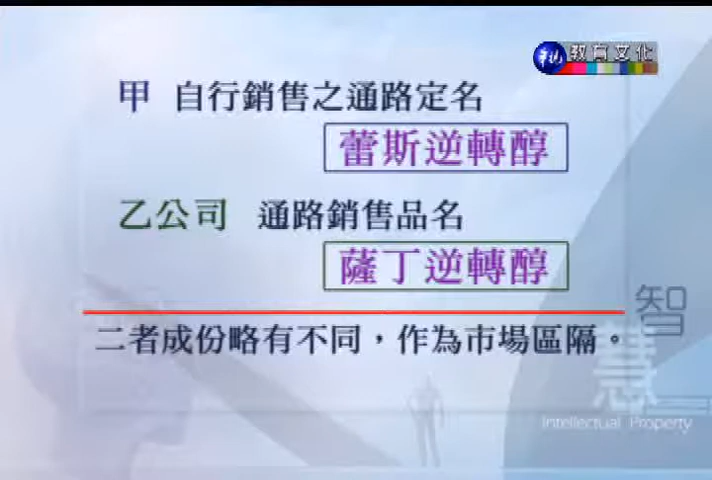 華視 教育文化
甲 自行銷售之通路定名
蕾斯逆轉醇
乙公司 通路銷售品名
薩丁逆轉醇
二者成份略有不同，作為市場區隔。
智慧
Intellectual Property